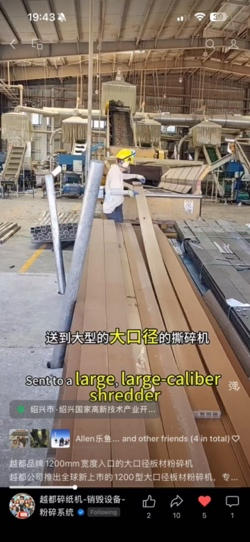 19:43
送到大型的大口径的撕碎机
Sent to a large, large-caliber
shredder
绍兴市·绍兴国家高新技术产业开...
Allen乐鱼... and other friends (4 in total)
越都品牌1200mm宽度入口的大口径板材粉碎机
越都公司推出全球新上市的1200型大口径板材粉碎机。专...
越都碎纸机-销毁设备-
粉碎系统
Following
2
10
9
0